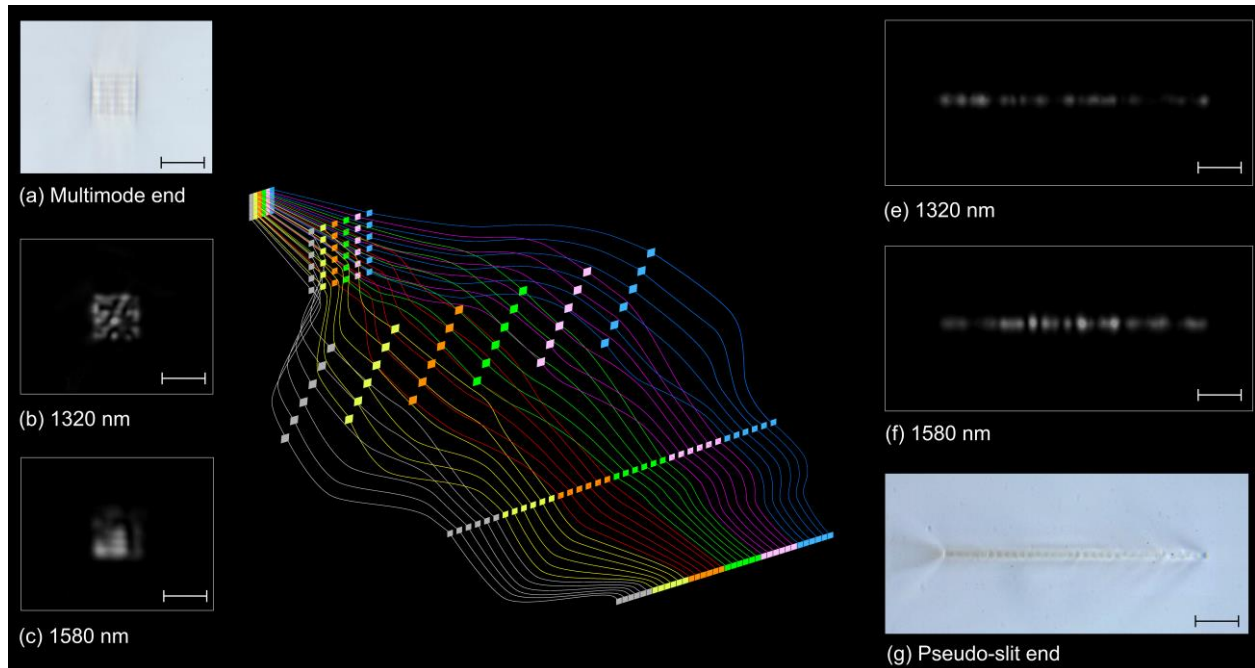 (a) Multimode end
(b) 1320 nm
(c) 1580 nm
(e) 1320 nm
(f) 1580 nm
(g) Pseudo-slit end